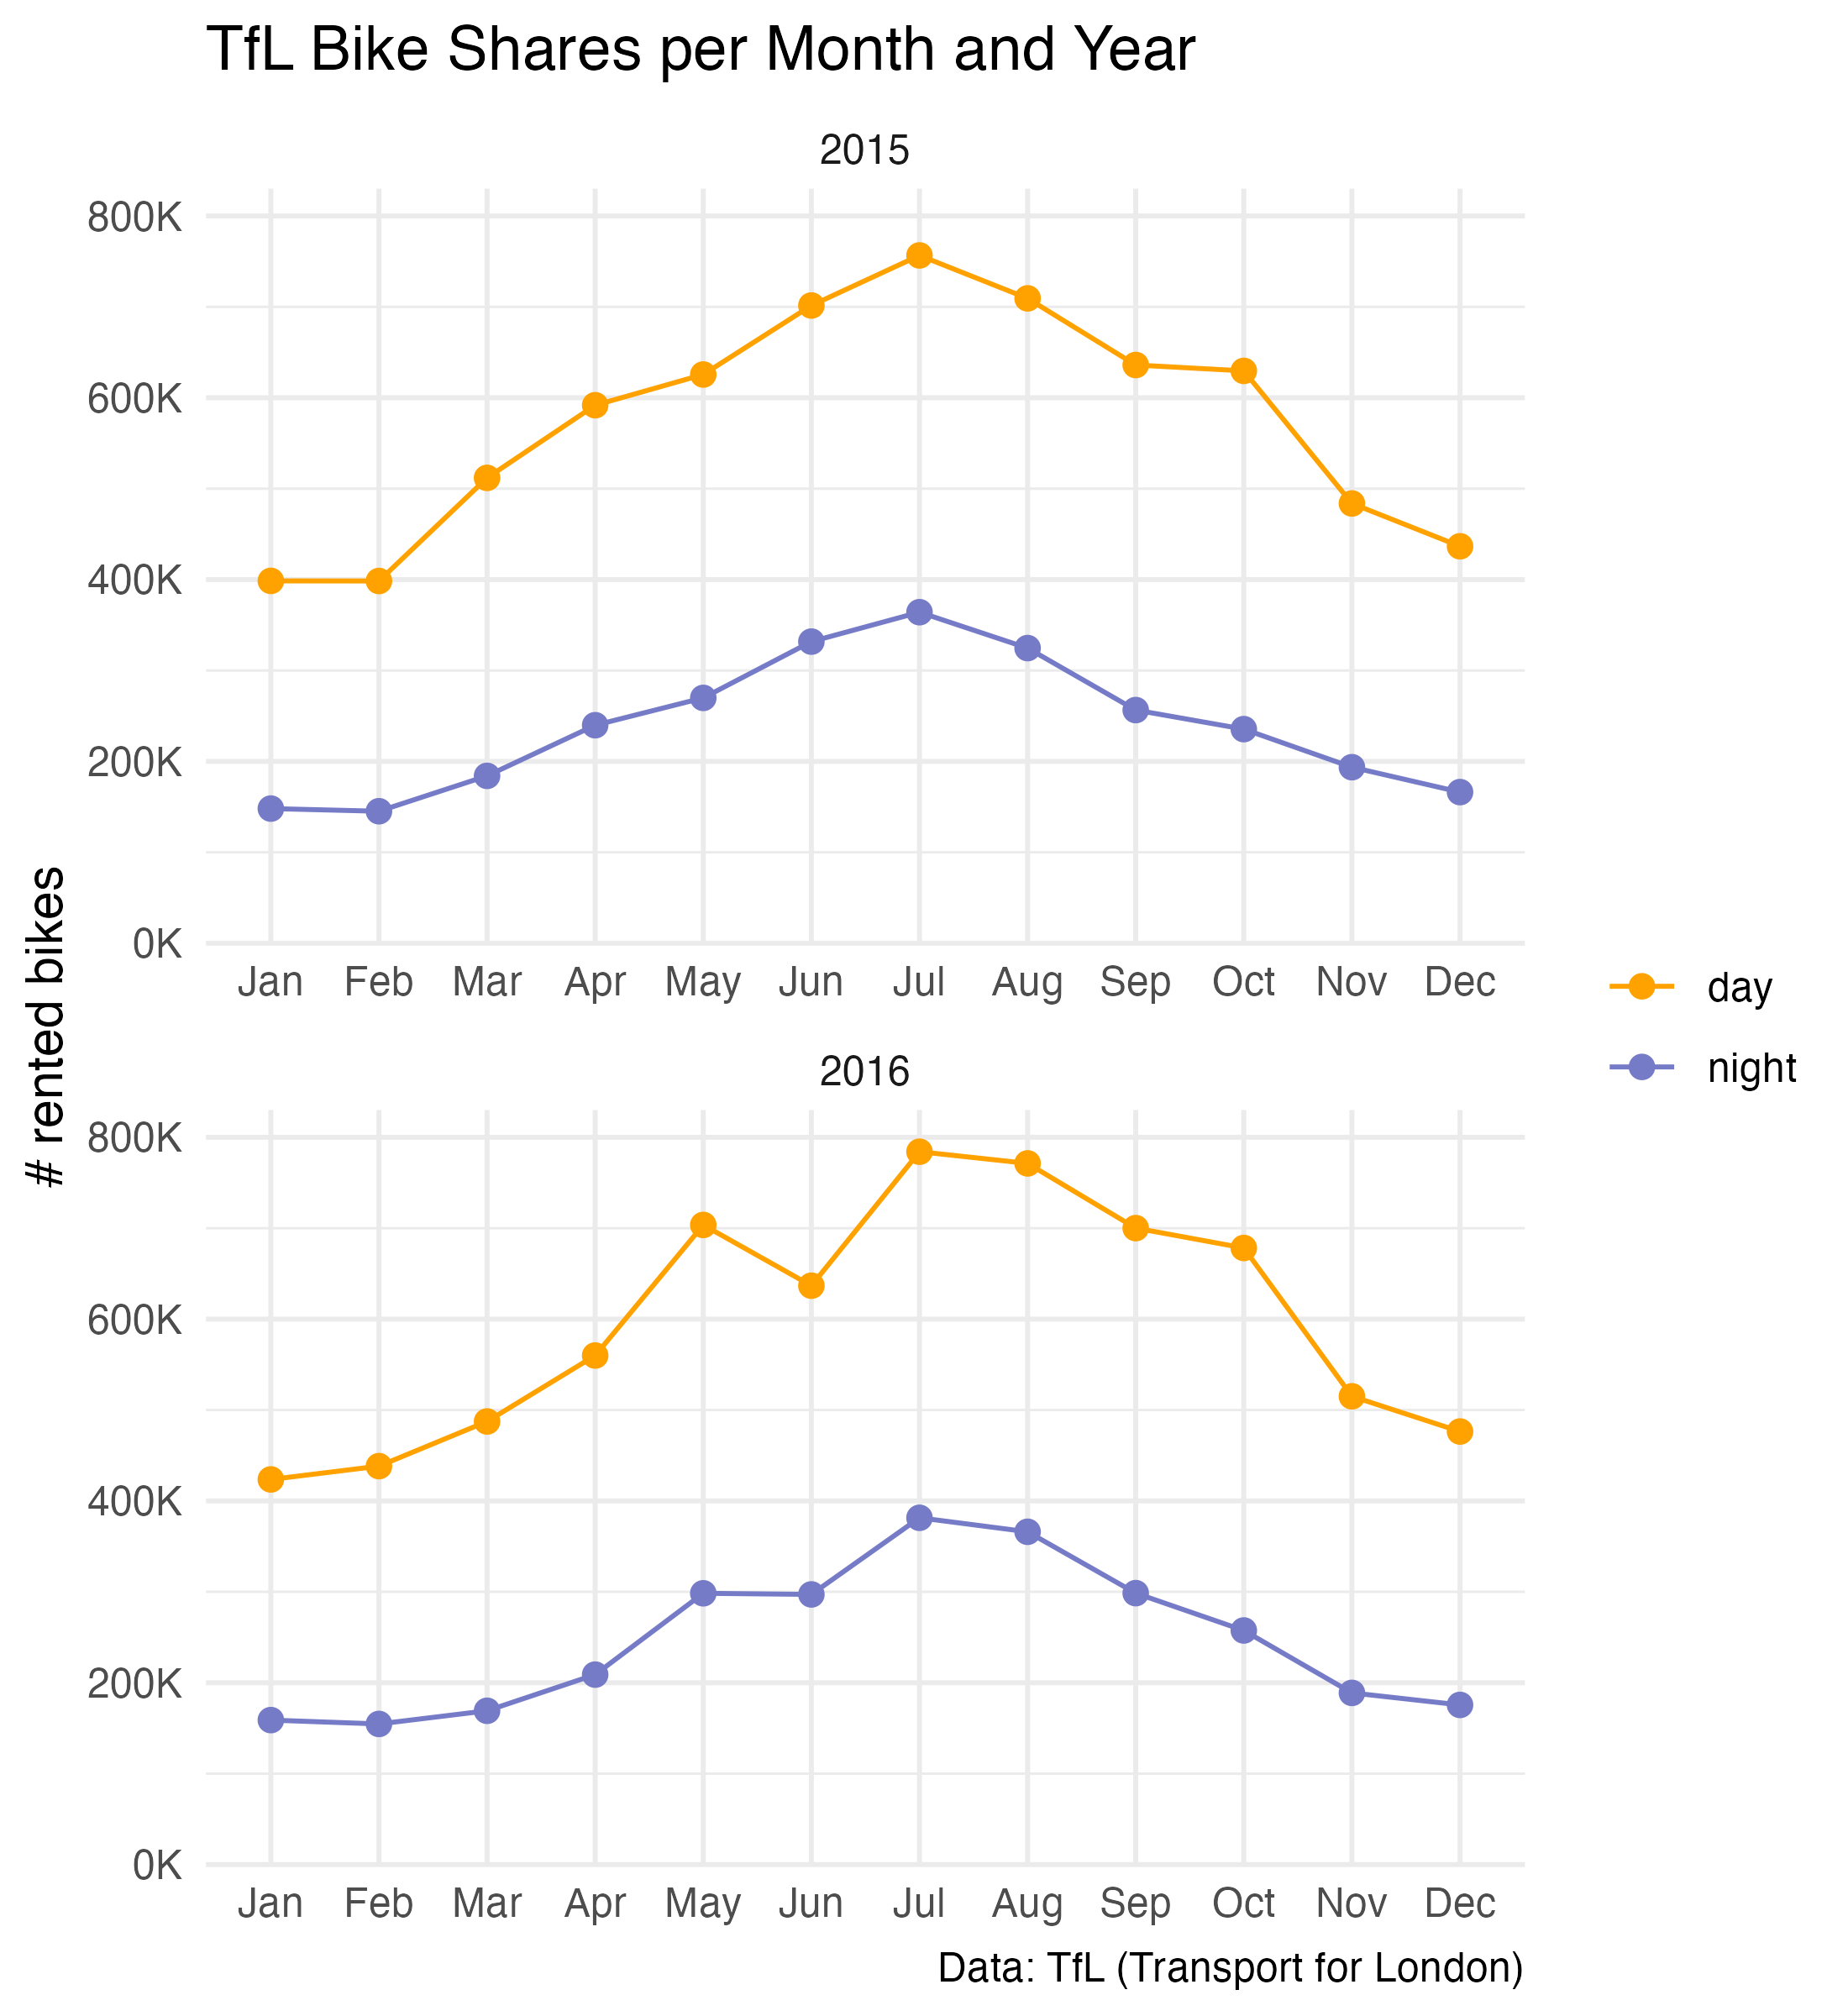 TfL Bike Shares per Month and Year
2015
800K
600K
400K
200K
0K
Jan Feb Mar Apr May Jun Jul Aug Sep Oct Nov Dec
# rented bikes
day
night
2016
800K
600K
400K
200K
0K
Jan Feb Mar Apr May Jun Jul Aug Sep Oct Nov Dec
Data: TfL (Transport for London)